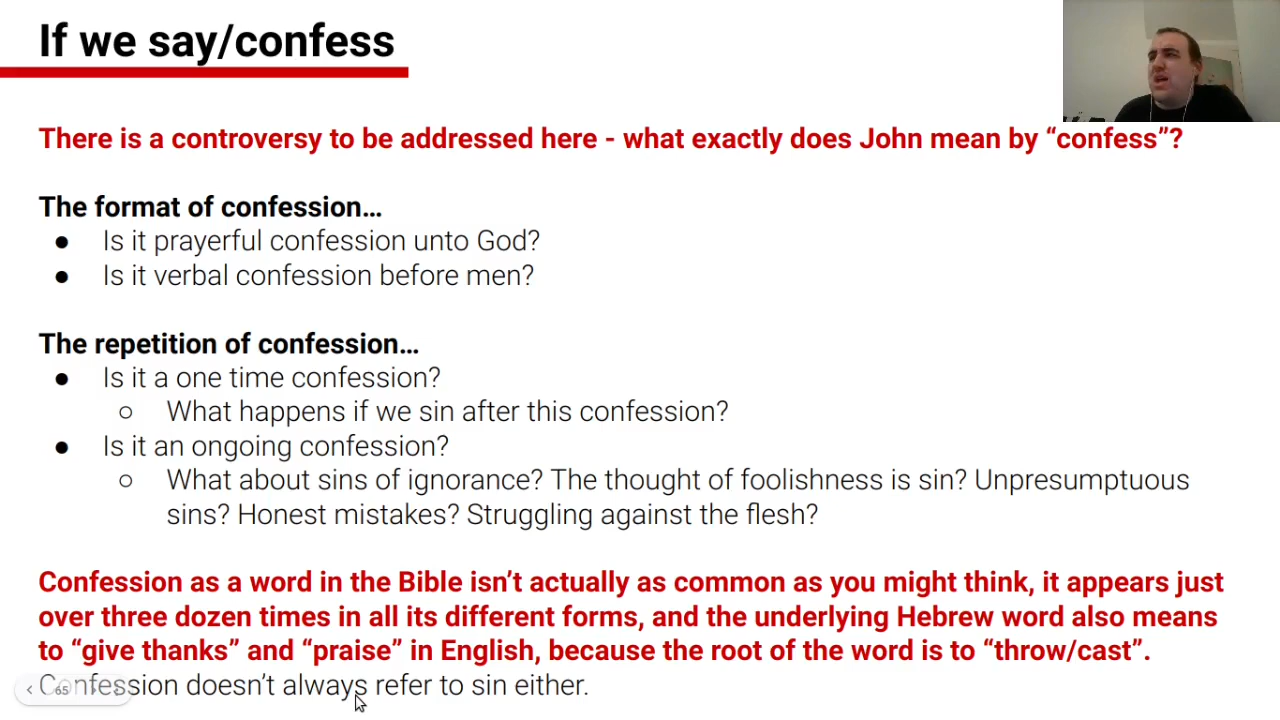 If we say/confess
There is a controversy to be addressed here - what exactly does John mean by “confess”?
The format of confession…
● Is it prayerful confession unto God?
● Is it verbal confession before men?
The repetition of confession…
● Is it a one time confession?
○ What happens if we sin after this confession?
● Is it an ongoing confession?
○ What about sins of ignorance? The thought of foolishness is sin? Unpresumptuous
sins? Honest mistakes? Struggling against the flesh?
Confession as a word in the Bible isn’t actually as common as you might think, it appears just
over three dozen times in all its different forms, and the underlying Hebrew word also means
to “give thanks” and “praise” in English, because the root of the word is to “throw/cast”.
Confession doesn’t always refer to sin either.
65